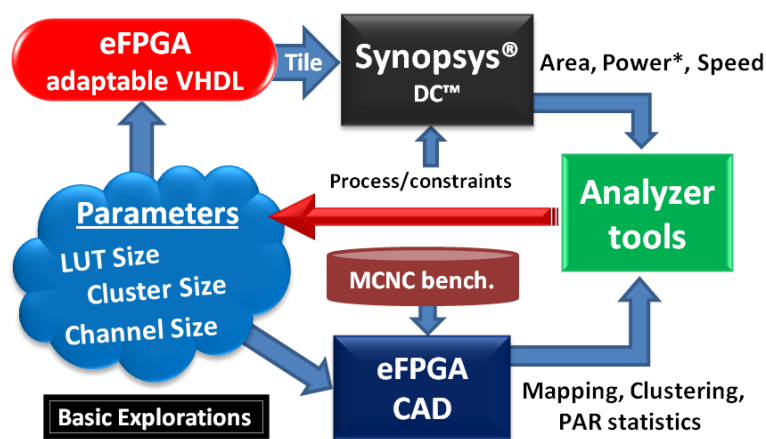 eFPGA
adaptable VHDL
Tile
Synopsys®
DC™
Area, Power*, Speed
Process/constraints
Analyzer
tools
Parameters
LUT Size
Cluster Size
Channel Size
MCNC bench.
eFPGA
CAD
Mapping, Clustering,
PAR statistics
Basic Explorations